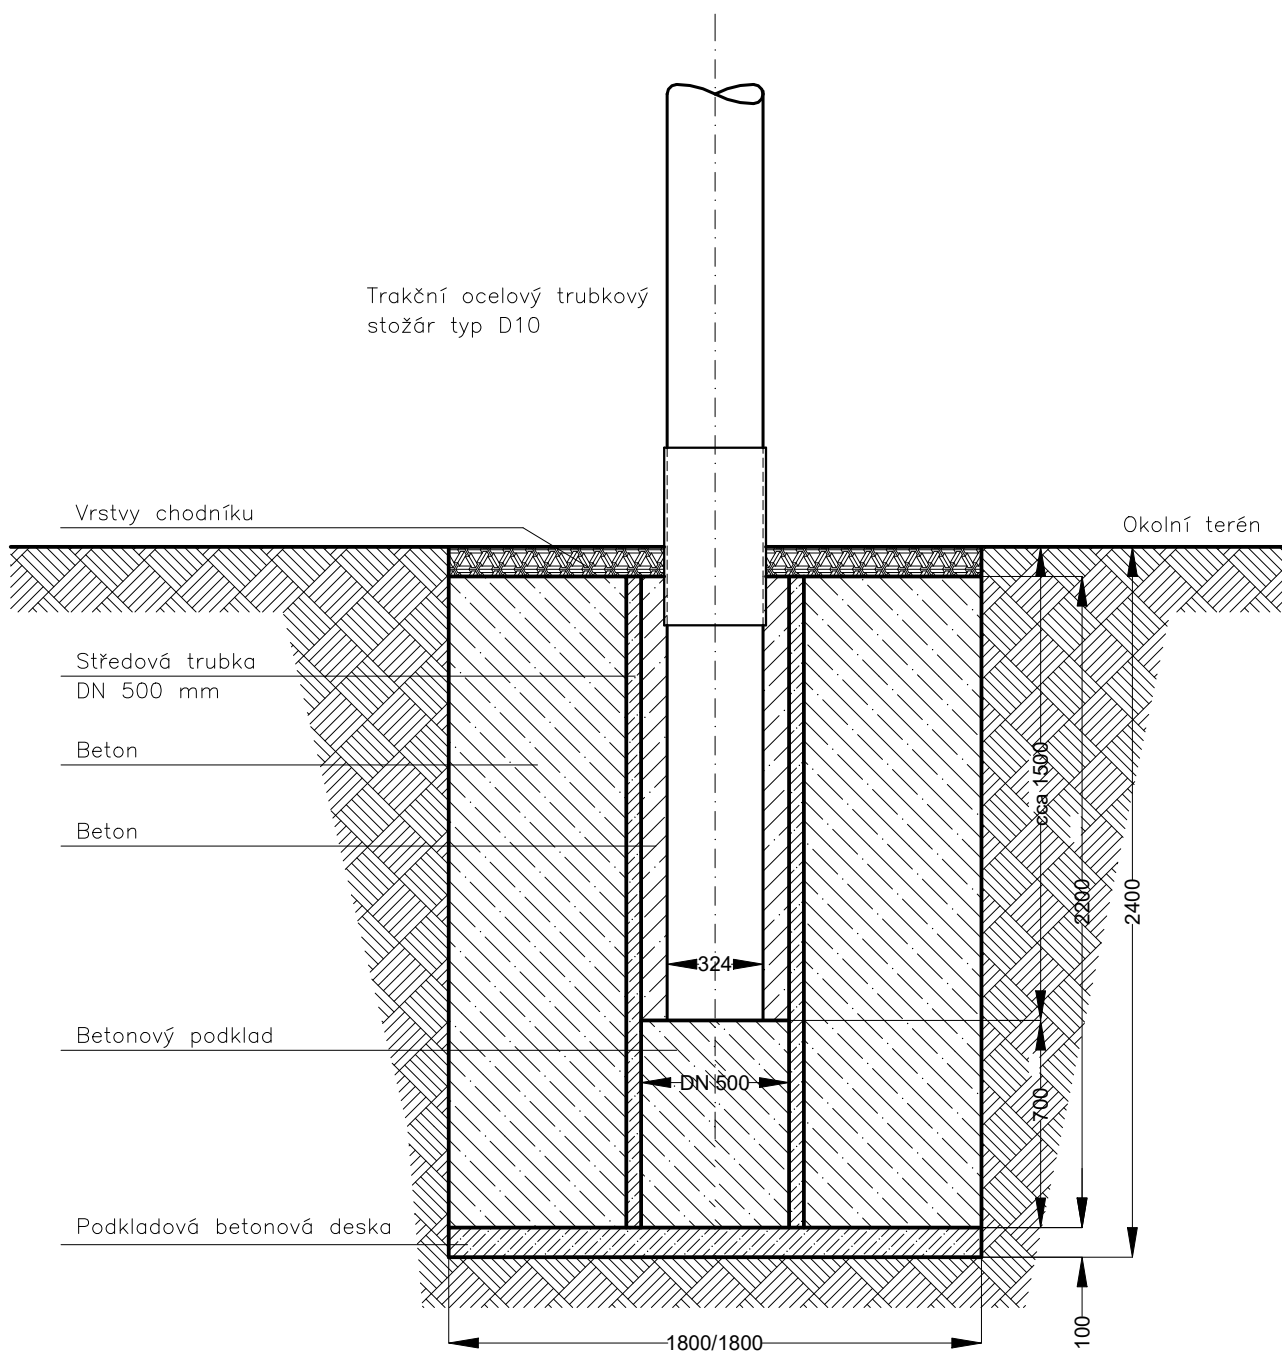 Trakční ocelový trubkový
stožár typ D10
Vrstvy chodníku
Okolní terén
Středová trubka
DN 500 mm
Beton
cca 1500
Beton
2200
2400
324
Betonový podklad
DN 500
700
Podkladová betonová deska
100
1800/1800